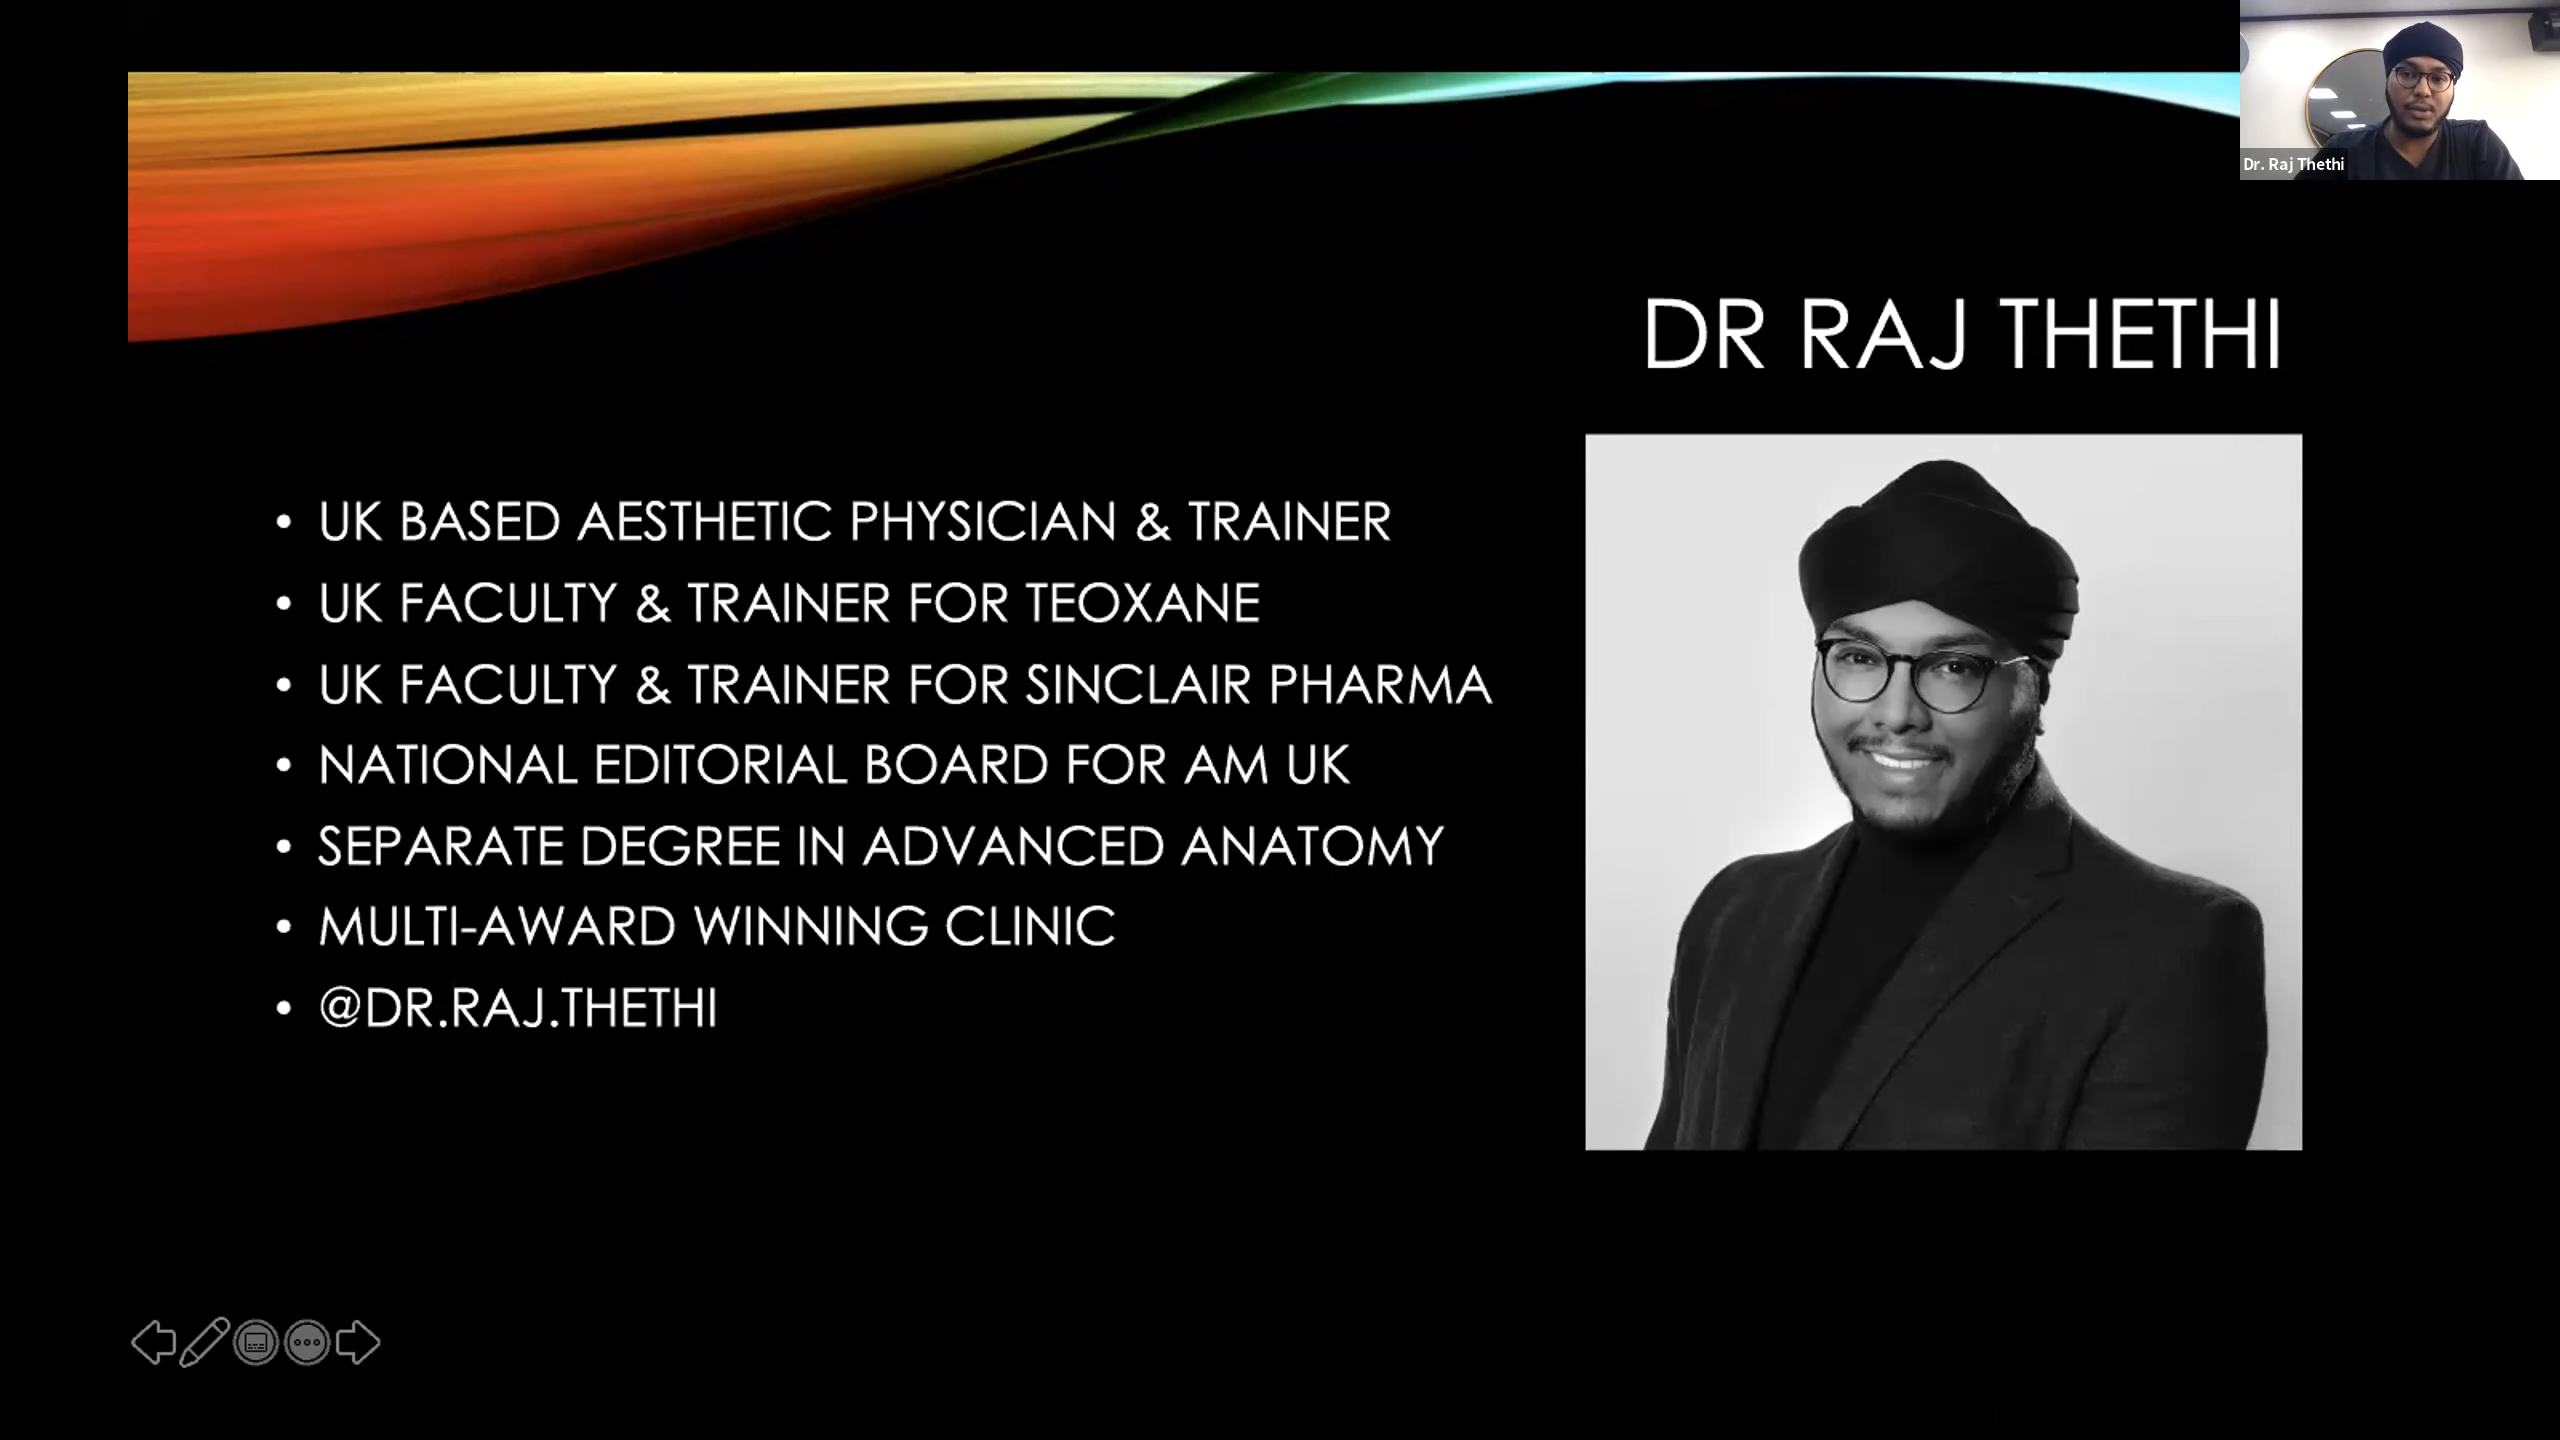 Dr. Raj Thethi
DR RAJ THETHI
• UK BASED AESTHETIC PHYSICIAN & TRAINER
• UK FACULTY & TRAINER FOR TEOXANE
• UK FACULTY & TRAINER FOR SINCLAIR PHARMA
• NATIONAL EDITORIAL BOARD FOR AM UK
• SEPARATE DEGREE IN ADVANCED ANATOMY
• MULTI-AWARD WINNING CLINIC
• @DR.RAJ.THETHI